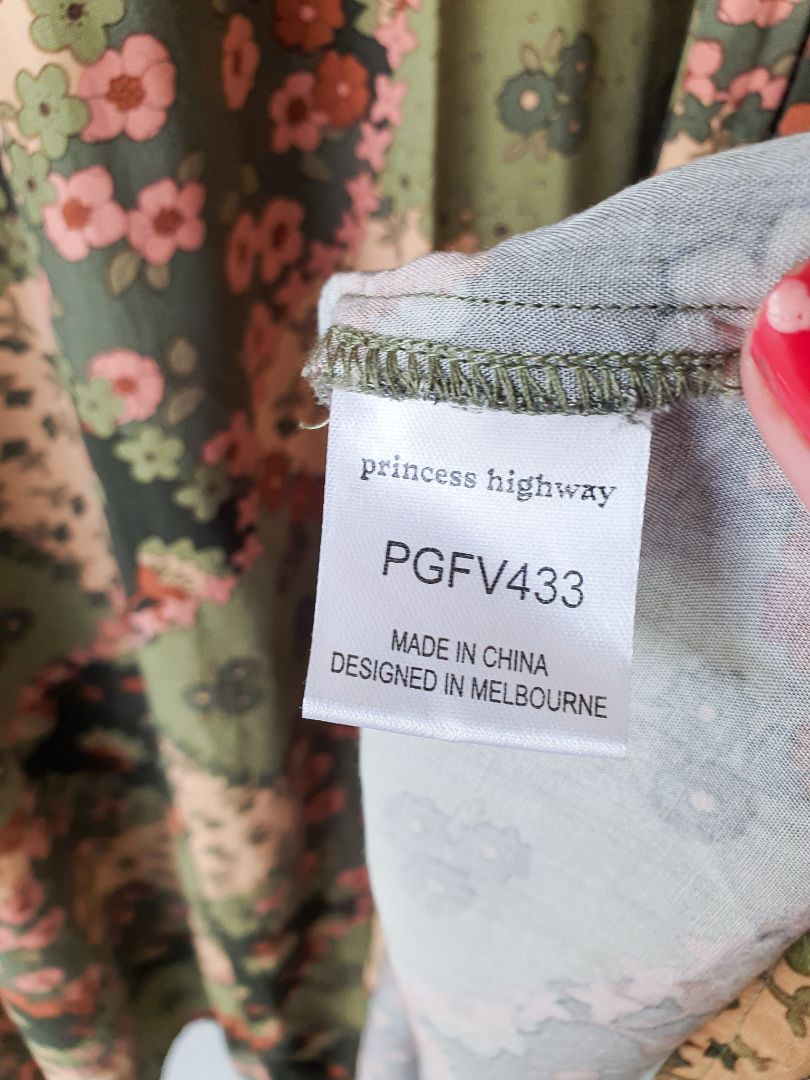 princess highway
PGFV433
MADE IN CHINA
DESIGNED IN MELBOURNE